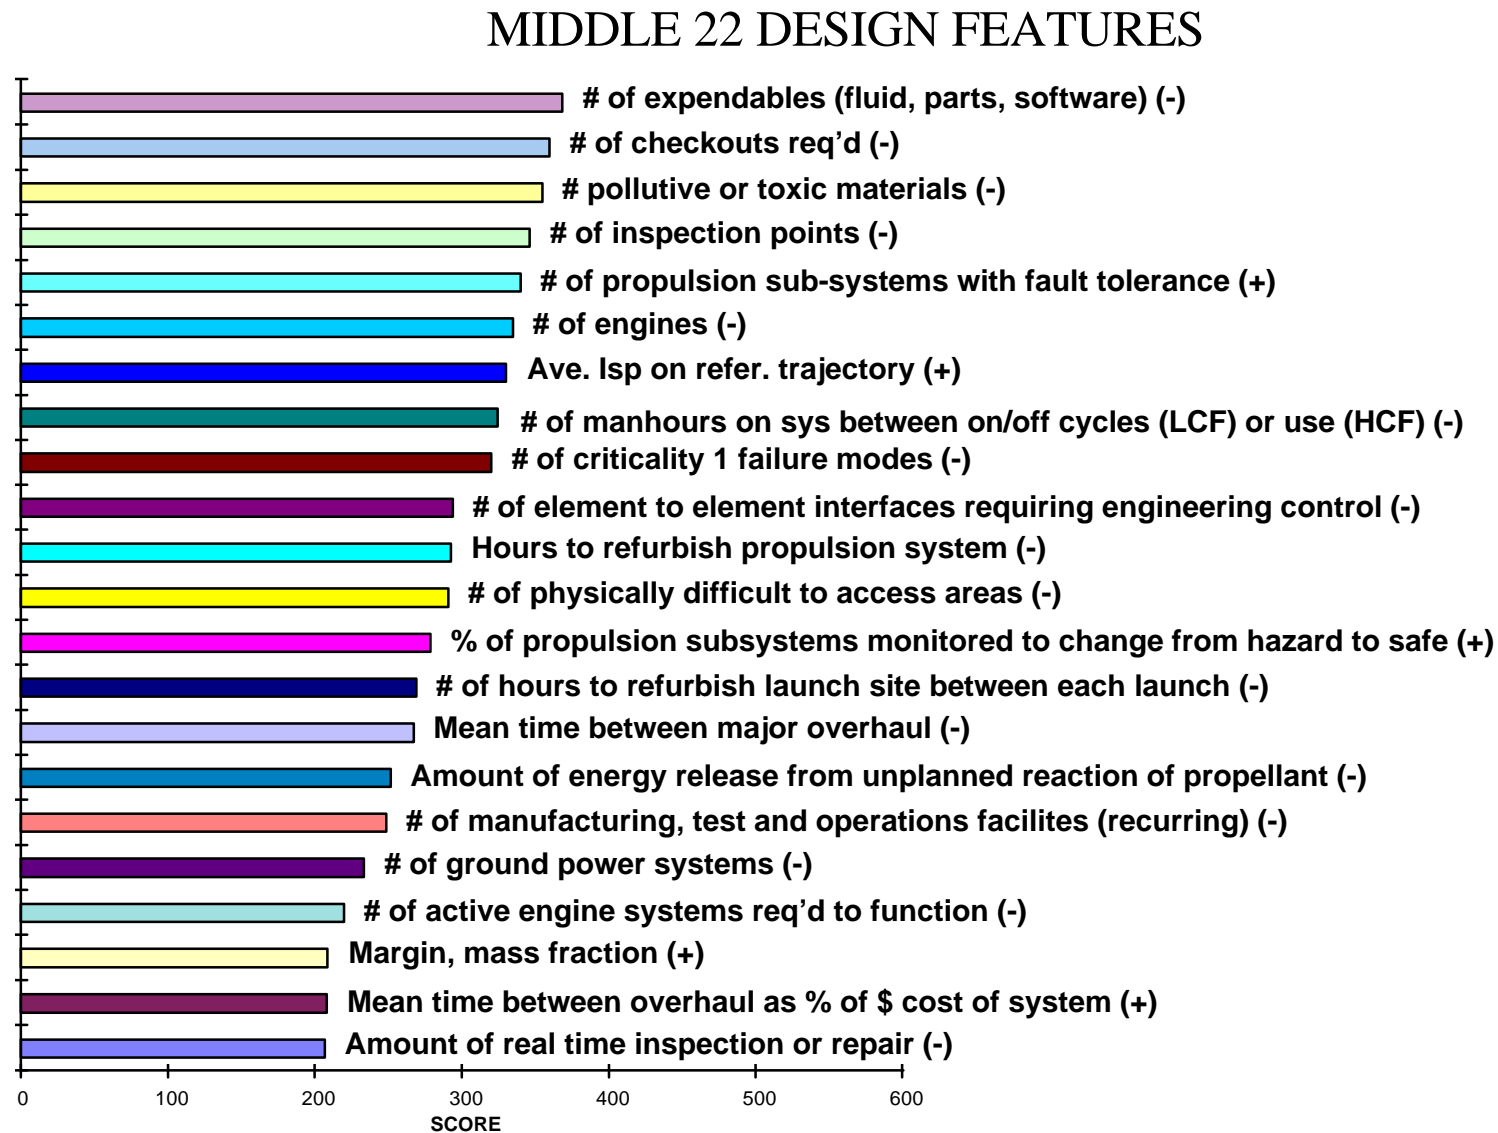 MIDDLE 22 DESIGN FEATURES
# of expendables (fluid, parts, software) (-)
# of checkouts req’d (-)
# pollutive or toxic materials (-)
# of inspection points (-)
# of propulsion sub-systems with fault tolerance (+)
# of engines (-)
Ave. Isp on refer. trajectory (+)
# of manhours on sys between on/off cycles (LCF) or use (HCF) (-)
# of criticality 1 failure modes (-)
# of element to element interfaces requiring engineering control (-)
Hours to refurbish propulsion system (-)
# of physically difficult to access areas (-)
% of propulsion subsystems monitored to change from hazard to safe (+)
# of hours to refurbish launch site between each launch (-)
Mean time between major overhaul (-)
Amount of energy release from unplanned reaction of propellant (-)
# of manufacturing, test and operations facilites (recurring) (-)
# of ground power systems (-)
# of active engine systems req’d to function (-)
Margin, mass fraction (+)
Mean time between overhaul as % of $ cost of system (+)
Amount of real time inspection or repair (-)
0 100 200 300 400 500 600
SCORE